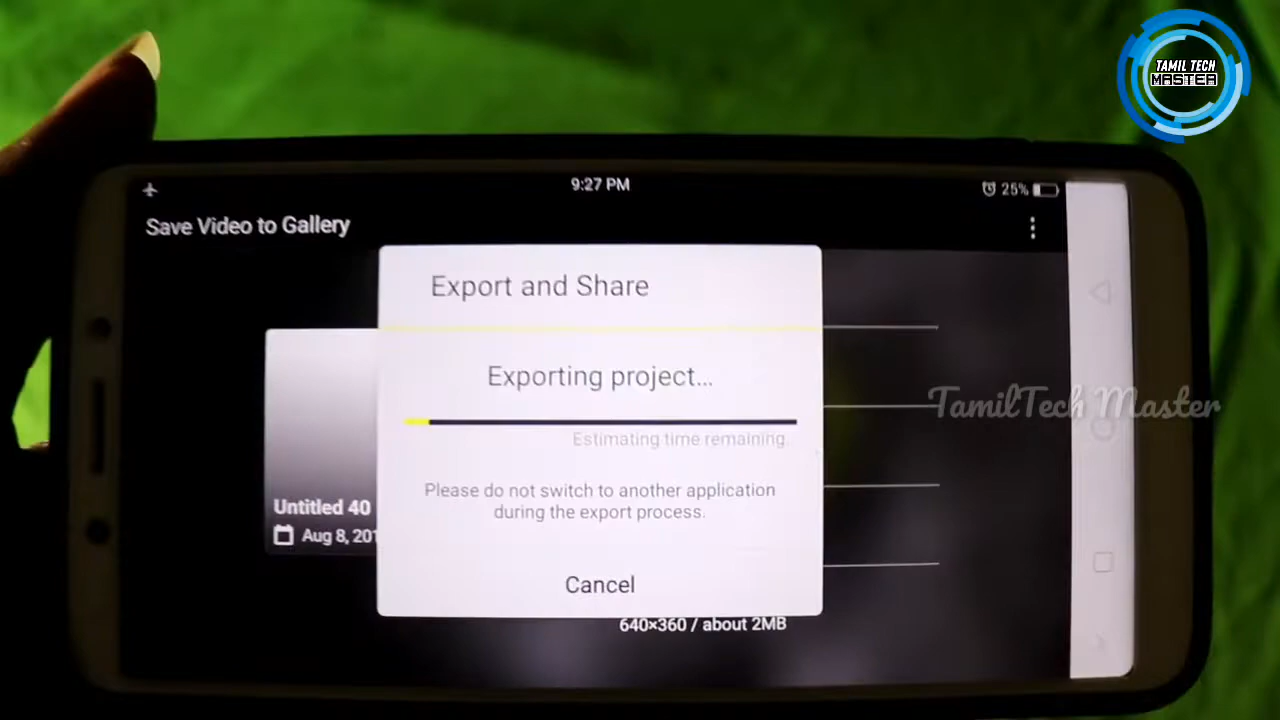 TAMIL TECH
MASTER
9:27 PM
25%
Save Video to Gallery
Export and Share
Exporting project...
TamilTech Master
Estimating time remaining
Please do not switch to another application
during the export process.
Untitled 40
Aug 8, 201
Cancel
640×360 / about 2MB